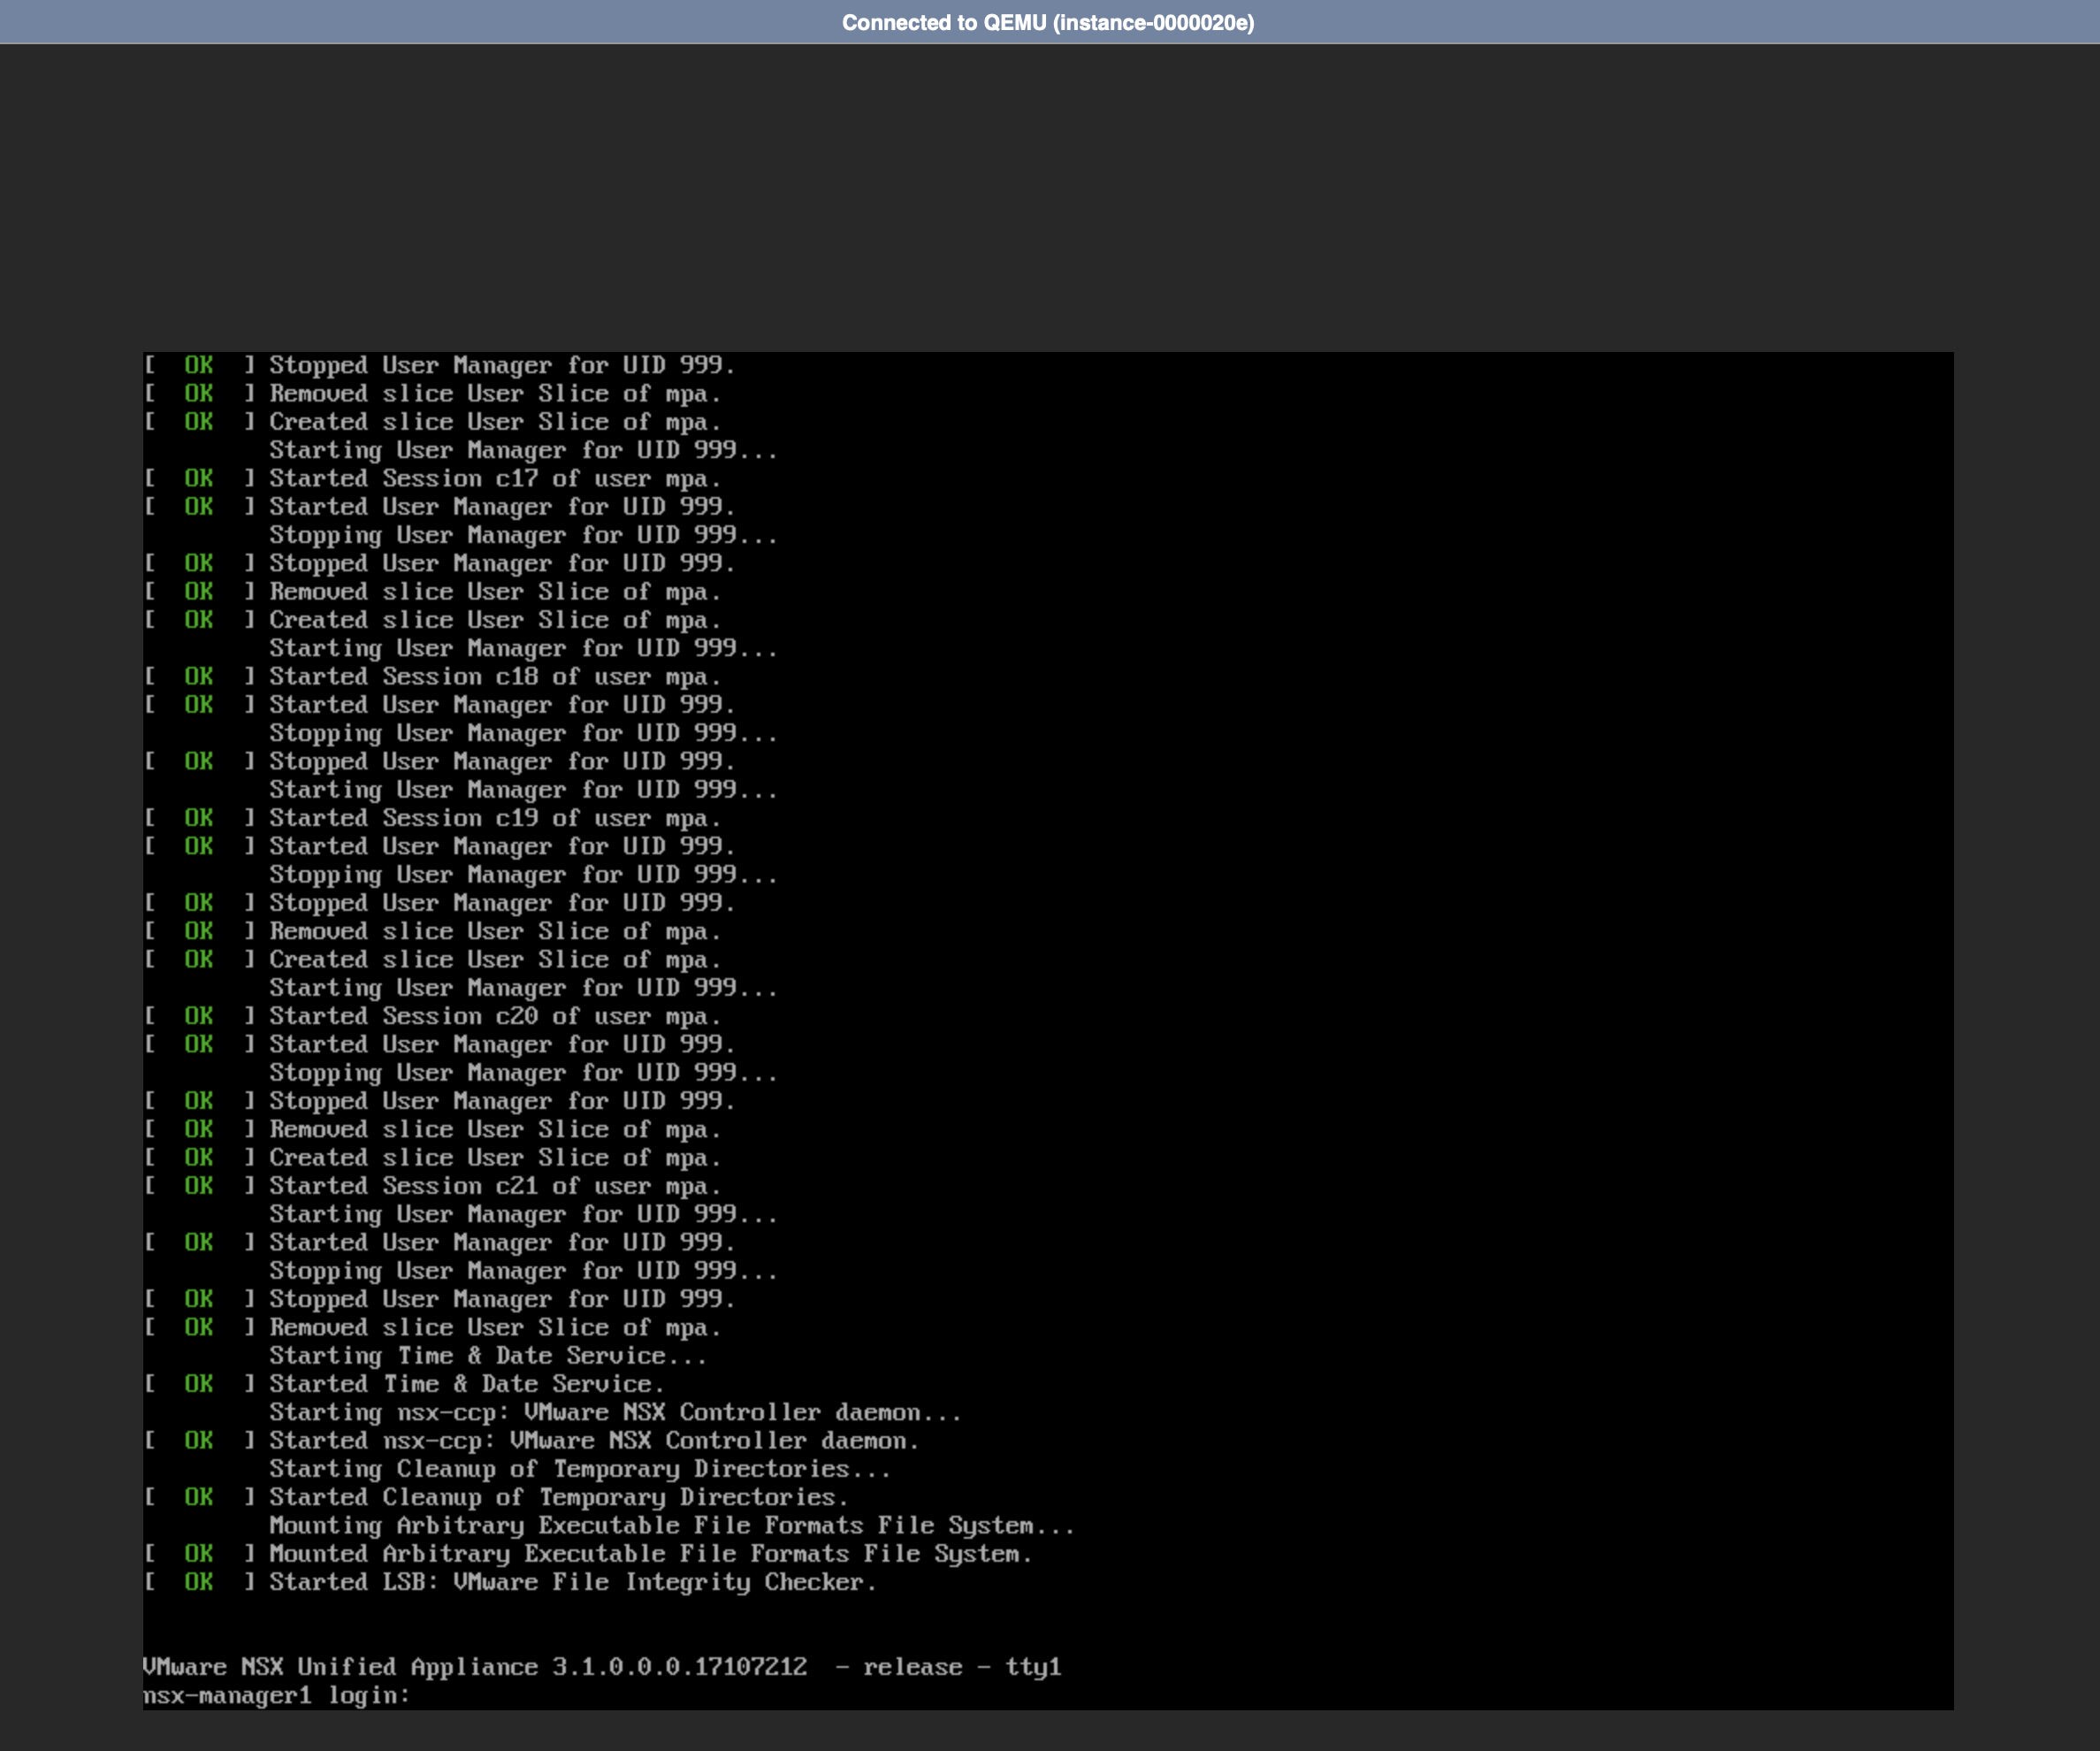 Connected to QEMU (instance-0000020e)
[  OK  ] Stopped User Manager for UID 999.
[  OK  ] Removed slice User Slice of mpa.
[  OK  ] Created slice User Slice of mpa.
         Starting User Manager for UID 999...
[  OK  ] Started Session c17 of user mpa.
[  OK  ] Started User Manager for UID 999.
         Stopping User Manager for UID 999...
[  OK  ] Stopped User Manager for UID 999.
[  OK  ] Removed slice User Slice of mpa.
[  OK  ] Created slice User Slice of mpa.
         Starting User Manager for UID 999...
[  OK  ] Started Session c18 of user mpa.
[  OK  ] Started User Manager for UID 999.
         Stopping User Manager for UID 999...
[  OK  ] Stopped User Manager for UID 999.
         Starting User Manager for UID 999...
[  OK  ] Started Session c19 of user mpa.
[  OK  ] Started User Manager for UID 999.
         Stopping User Manager for UID 999...
[  OK  ] Stopped User Manager for UID 999.
[  OK  ] Removed slice User Slice of mpa.
[  OK  ] Created slice User Slice of mpa.
         Starting User Manager for UID 999...
[  OK  ] Started Session c20 of user mpa.
[  OK  ] Started User Manager for UID 999.
         Stopping User Manager for UID 999...
[  OK  ] Stopped User Manager for UID 999.
[  OK  ] Removed slice User Slice of mpa.
[  OK  ] Created slice User Slice of mpa.
[  OK  ] Started Session c21 of user mpa.
         Starting User Manager for UID 999...
[  OK  ] Started User Manager for UID 999.
         Stopping User Manager for UID 999...
[  OK  ] Stopped User Manager for UID 999.
[  OK  ] Removed slice User Slice of mpa.
         Starting Time & Date Service...
[  OK  ] Started Time & Date Service.
         Starting nsx-ccp: VMware NSX Controller daemon...
[  OK  ] Started nsx-ccp: VMware NSX Controller daemon.
         Starting Cleanup of Temporary Directories...
[  OK  ] Started Cleanup of Temporary Directories.
         Mounting Arbitrary Executable File Formats File System...
[  OK  ] Mounted Arbitrary Executable File Formats File System.
[  OK  ] Started LSB: VMware File Integrity Checker.
VMware NSX Unified Appliance 3.1.0.0.0.17107212  - release - tty1
nsx-manager1 login: